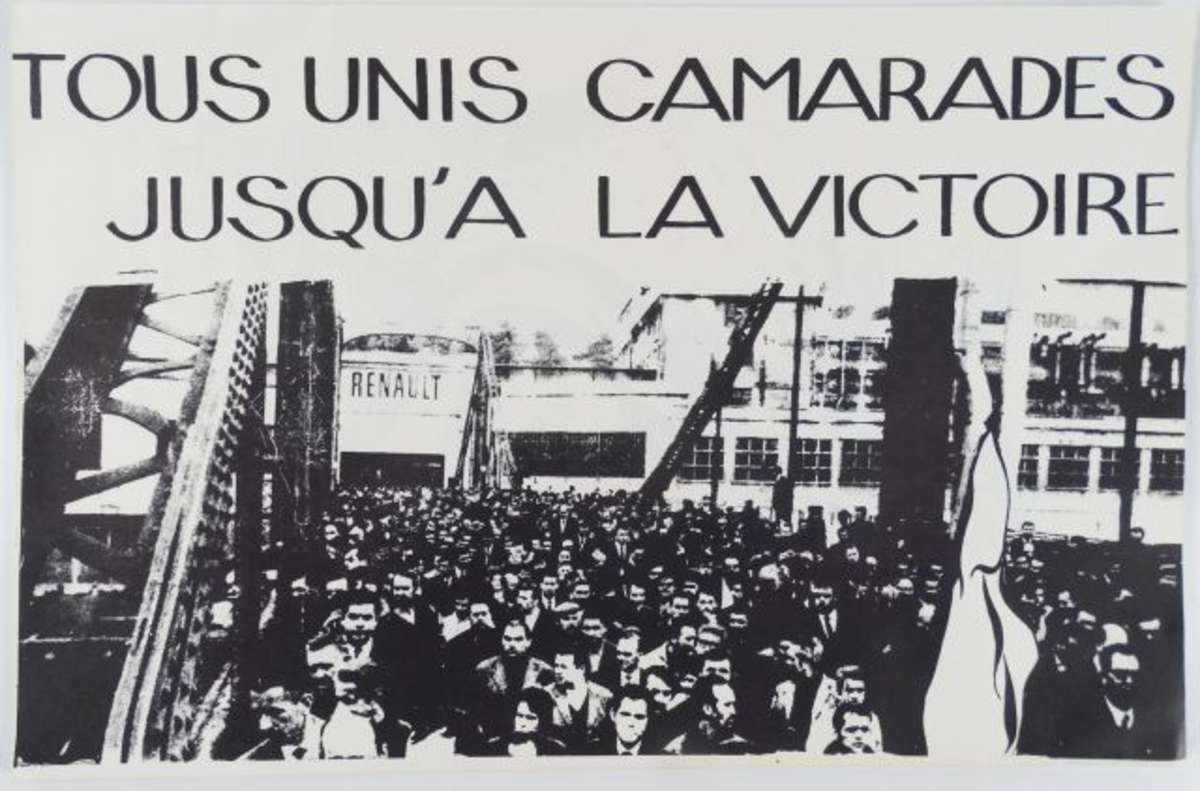 TOUS UNIS CAMARADES
JUSQU'A LA VICTOIRE
RENAULT